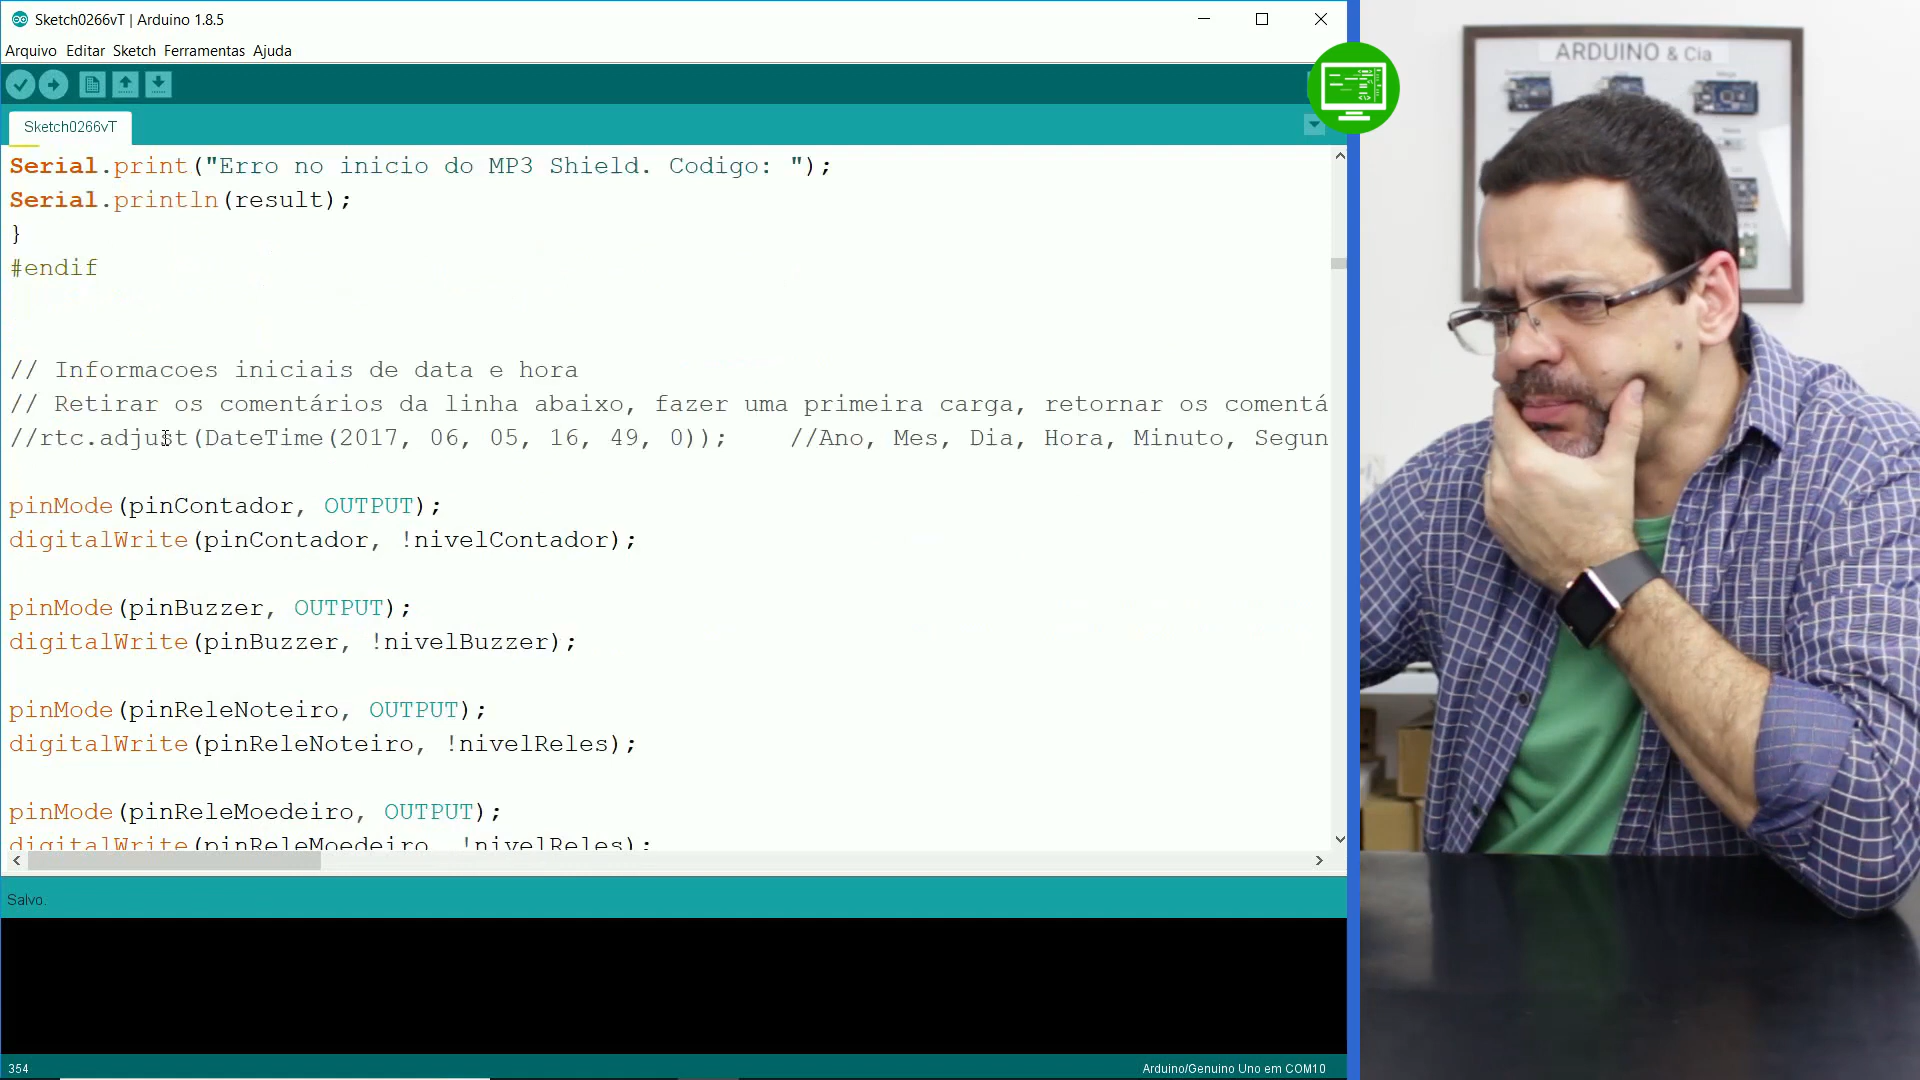 Sketch0266vT | Arduino 1.8.5
Arquivo Editar Sketch Ferramentas Ajuda
Sketch0266vT
Serial.print("Erro no inicio do MP3 Shield. Codigo: ");
Serial.println(result);
}
#endif
// Informacoes iniciais de data e hora
// Retirar os comentários da linha abaixo, fazer uma primeira carga, retornar os comentá
//rtc.adjust(DateTime(2017, 06, 05, 16, 49, 0)); //Ano, Mes, Dia, Hora, Minuto, Segun
pinMode(pinContador, OUTPUT);
digitalWrite(pinContador, !nivelContador);
pinMode(pinBuzzer, OUTPUT);
digitalWrite(pinBuzzer, !nivelBuzzer);
pinMode(pinReleNoteiro, OUTPUT);
digitalWrite(pinReleNoteiro, !nivelReles);
pinMode(pinReleMoedeiro, OUTPUT);
digitalWrite(pinReleMoedeiro, !nivelReles);
Salvo.
354
Arduino/Genuino Uno em COM10
ARDUINO & Cia